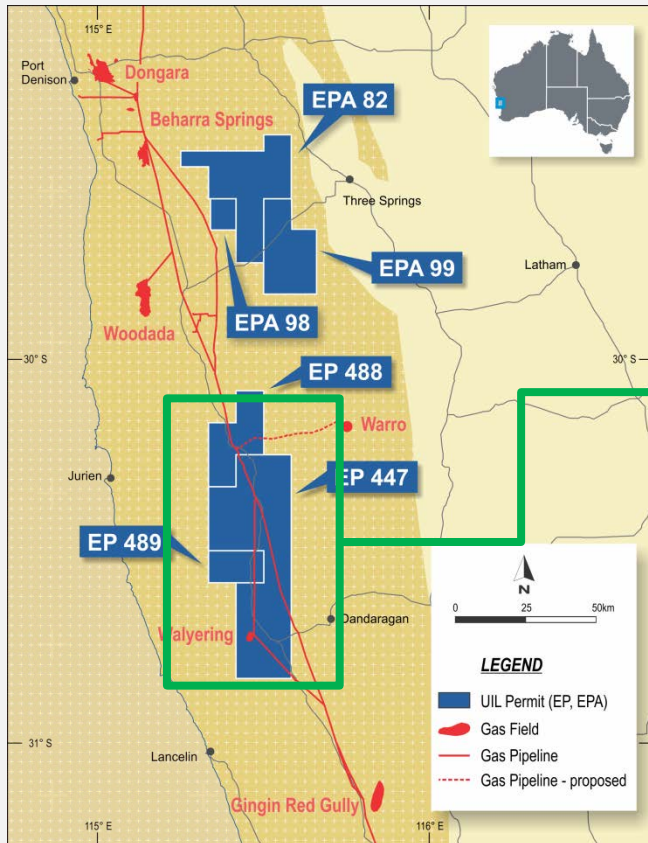 115° E
Port
Denison
Dongara
Beharra Springs
EPA 82
Three Springs
EPA 99
Latham
EPA 98
Woodada
30° S
30° S
EP 488
Warro
Jurien
EP 447
EP 489
Dandaragan
Walyering
N
0 25 50km
LEGEND
UIL Permit (EP, EPA)
Gas Field
Gas Pipeline
Gas Pipeline - proposed
31° S
Lancelin
Gingin Red Gully
115° E
116° E